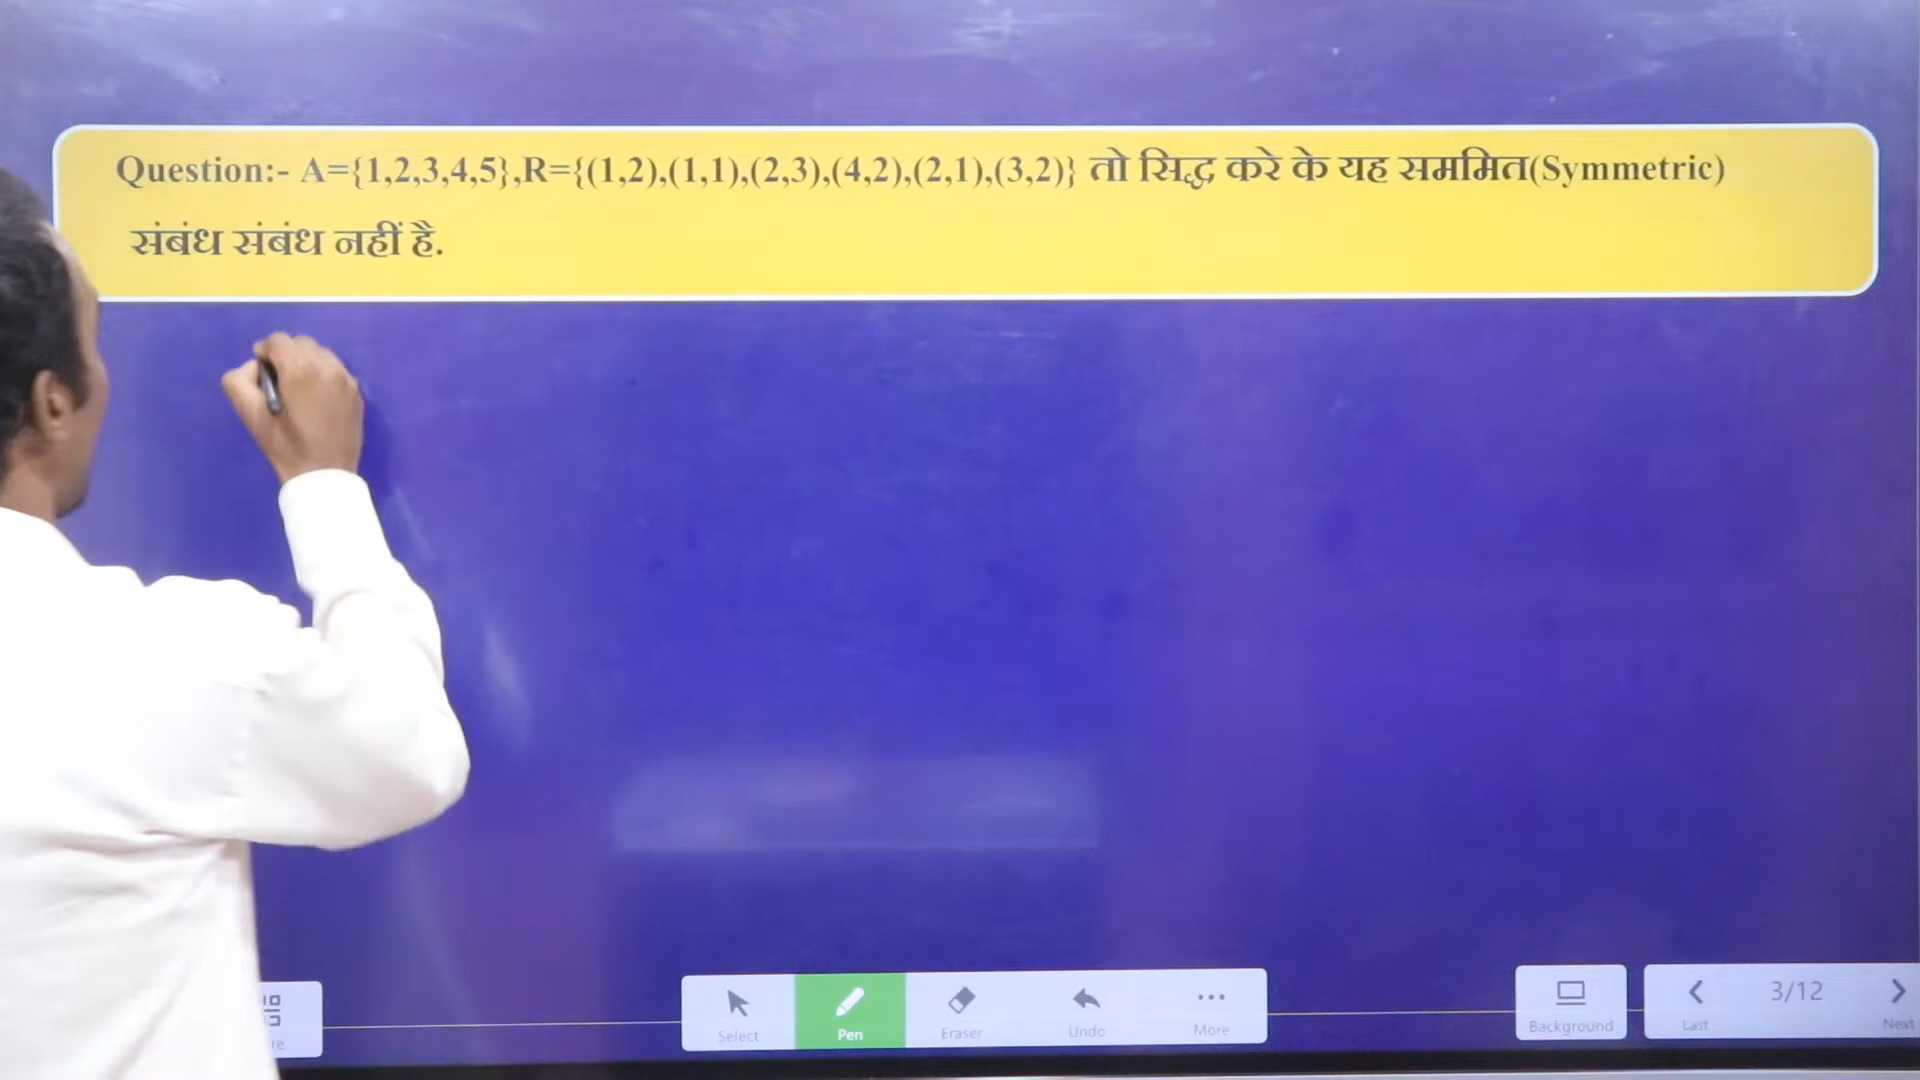 Question:- A={1,2,3,4,5},R={(1,2),(1,1),(2,3),(4,2),(2,1),(3,2)} तो सिद्ध करे के यह सममित(Symmetric)
संबंध संबंध नहीं है.
re
Select
Pen
Eraser
Undo
More
Background
Last
3/12
Next